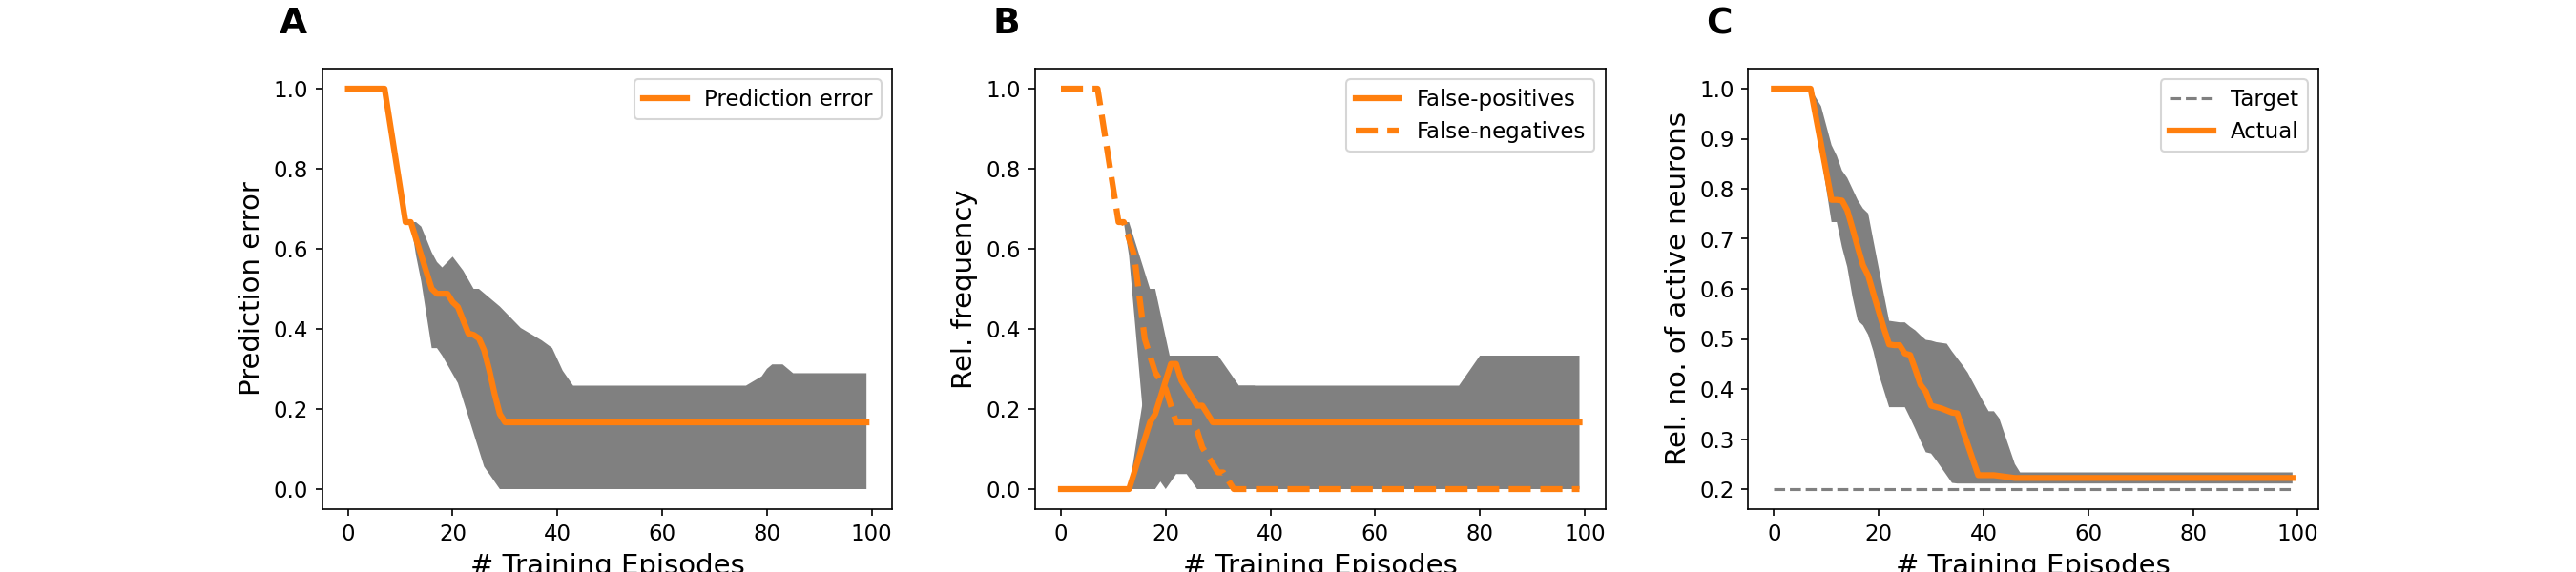 A
B
C
Prediction error
1.0
0.8
0.6
0.4
0.2
0.0
Prediction error
0
20
40
60
80
100
# Training Episodes
Rel. frequency
1.0
0.8
0.6
0.4
0.2
0.0
False-positives
False-negatives
0
20
40
60
80
100
# Training Episodes
Rel. no. of active neurons
1.0
0.9
0.8
0.7
0.6
0.5
0.4
0.3
0.2
Target
Actual
0
20
40
60
80
100
# Training Episodes